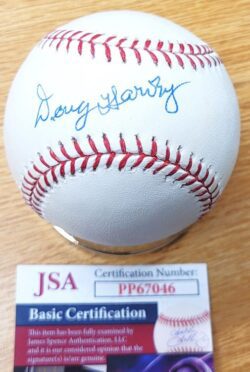 Doug Harvey
JSA
Certification Number:
PP67046
Basic Certification
This item has been fully examined by
James Spence Authentication, LLC
and it is our considered opinion that the
signature(s) is/are genuine.